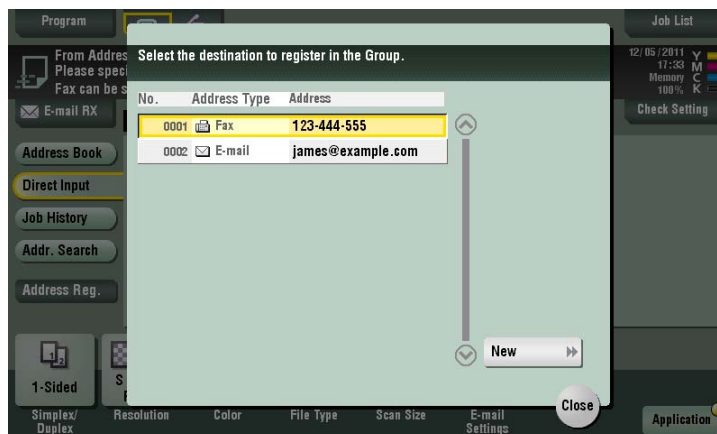 Program
Job List
Select the destination to register in the Group.
From Addres
Please speci
Fax can be s
12/05/2011
17:33
Memory
100%
Y
M
C
K
E-mail RX
Check Setting
No. Address Type Address
0001 Fax 123-444-555
0002 E-mail james@example.com
Address Book
Direct Input
Job History
Addr. Search
Address Reg.
New
Close
1 2
1-Sided
S
Simplex/
Duplex
Resolution
Color
File Type
Scan Size
E-mail
Settings
Application